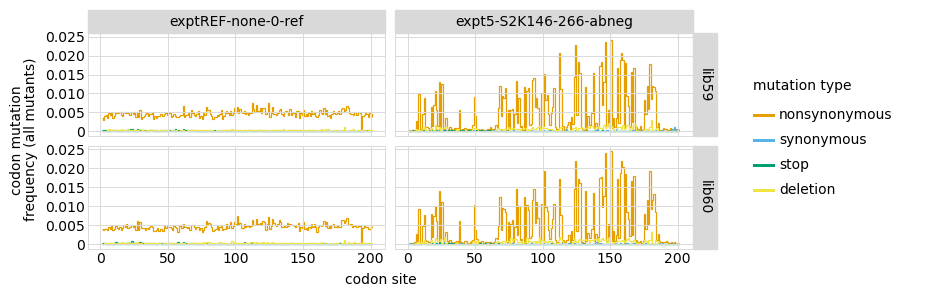 exptREF-none-0-ref
expt5-S2K146-266-abneg
codon mutation
frequency (all mutants)
0.025
0.020
0.015
0.010
0.005
0
lib59
0.025
0.020
0.015
0.010
0.005
0
lib60
0
50
100
150
200
0
50
100
150
200
codon site
mutation type
nonsynonymous
synonymous
stop
deletion